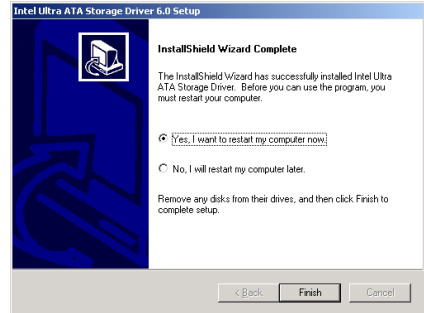 Intel Ultra ATA Storage Driver 6.0 Setup
InstallShield Wizard Complete
The InstallShield Wizard has successfully installed Intel Ultra
ATA Storage Driver. Before you can use the program, you
must restart your computer.
Yes, I want to restart my computer now.
No, I will restart my computer later.
Remove any disks from their drives, and then click Finish to
complete setup.
< Back
Finish
Cancel